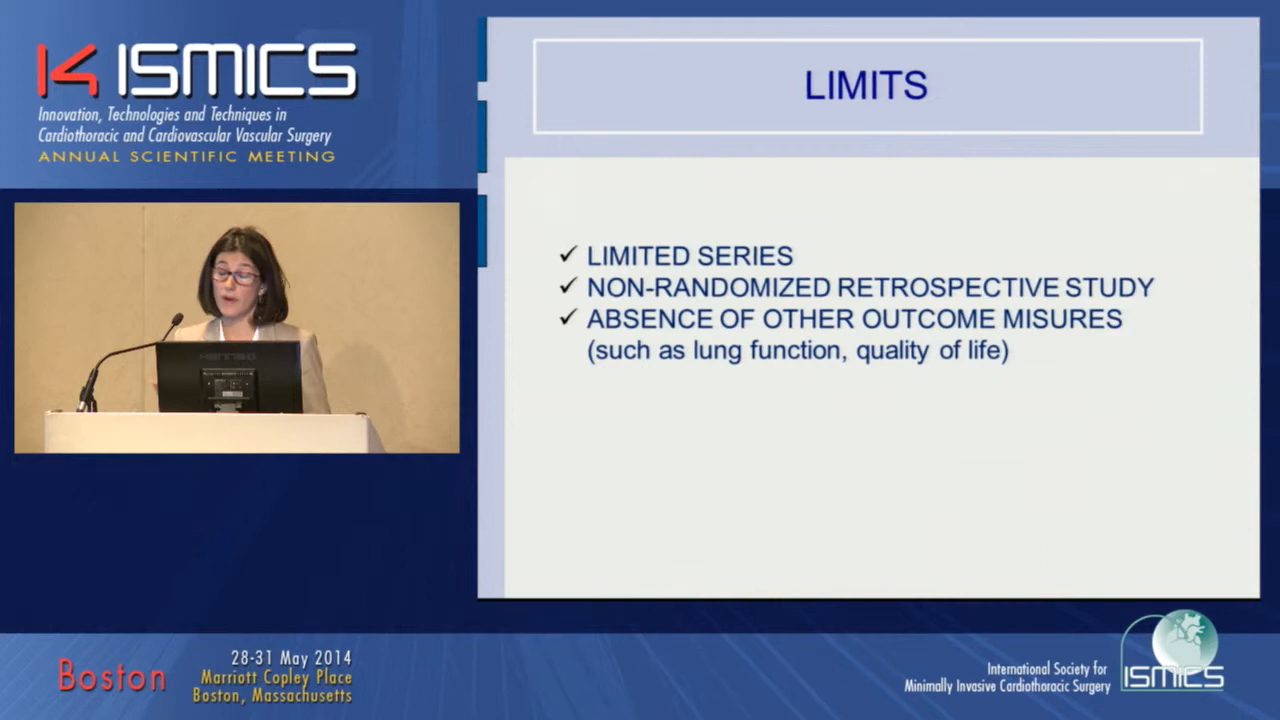 14 ISMICS
Innovation, Technologies and Techniques in
Cardiothoracic and Cardiovascular Vascular Surgery
ANNUAL SCIENTIFIC MEETING
LIMITS
✓ LIMITED SERIES
✓ NON-RANDOMIZED RETROSPECTIVE STUDY
✓ ABSENCE OF OTHER OUTCOME MISURES
(such as lung function, quality of life)
Boston
28-31 May 2014
Marriott Copley Place
Boston, Massachusetts
International Society for
Minimally Invasive Cardiothoracic Surgery
ISMICS